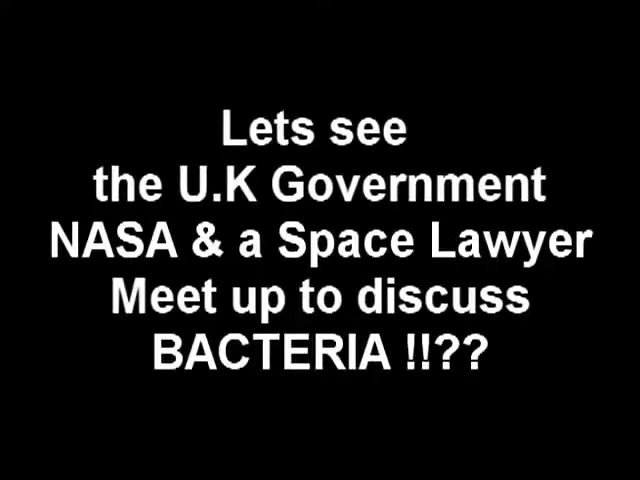 Lets see
the U.K Government
NASA & a Space Lawyer
Meet up to discuss
BACTERIA !!??